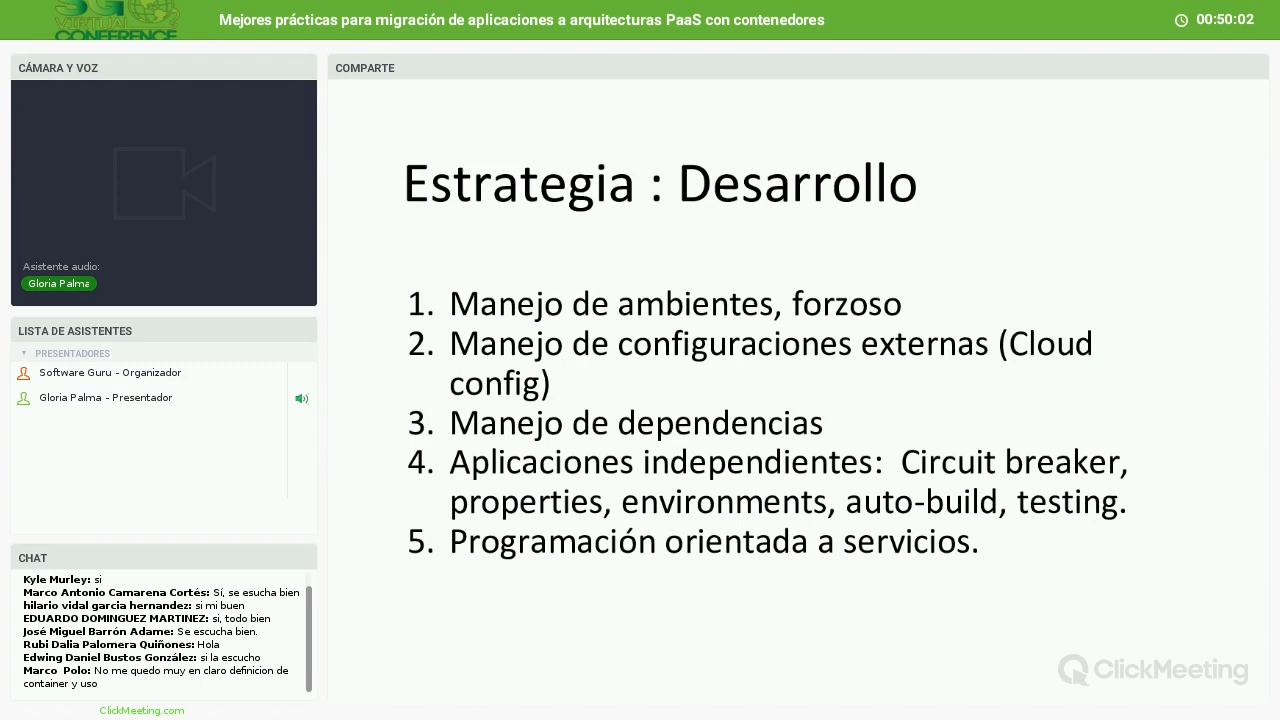 SG
VIRTUAL
CONFERENCE
Mejores prácticas para migración de aplicaciones a arquitecturas PaaS con contenedores
00:50:02
CÁMARA Y VOZ
Asistente audio:
Gloria Palma
LISTA DE ASISTENTES
PRESENTADORES
Software Guru - Organizador
Gloria Palma - Presentador
CHAT
Kyle Murley: si
Marco Antonio Camarena Cortés: Sí, se esucha bien
hilario vidal garcia hernandez: si mi buen
EDUARDO DOMINGUEZ MARTINEZ: si, todo bien
José Miguel Barrón Adame: Se escucha bien.
Rubi Dalia Palomera Quiñones: Hola
Edwing Daniel Bustos González: si la escucho
Marco Polo: No me quedo muy en claro definicion de
container y uso
ClickMeeting.com
COMPARTE
Estrategia : Desarrollo
1. Manejo de ambientes, forzoso
2. Manejo de configuraciones externas (Cloud
config)
3. Manejo de dependencias
4. Aplicaciones independientes: Circuit breaker,
properties, environments, auto-build, testing.
5. Programación orientada a servicios.
ClickMeeting